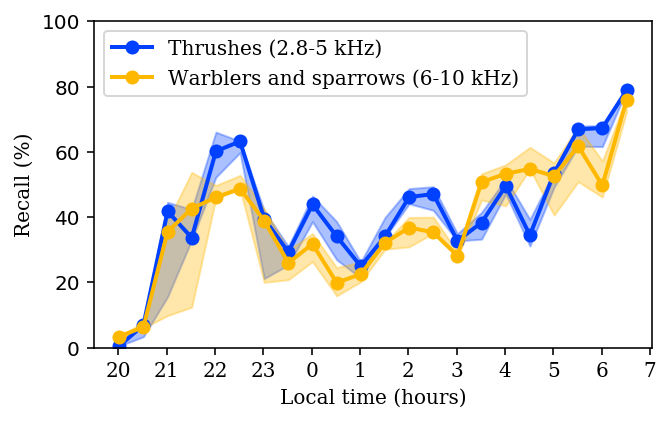 100
80
60
40
20
0
Recall (%)
Thrushes (2.8-5 kHz)
Warblers and sparrows (6-10 kHz)
20 21 22 23 0 1 2 3 4 5 6 7
Local time (hours)